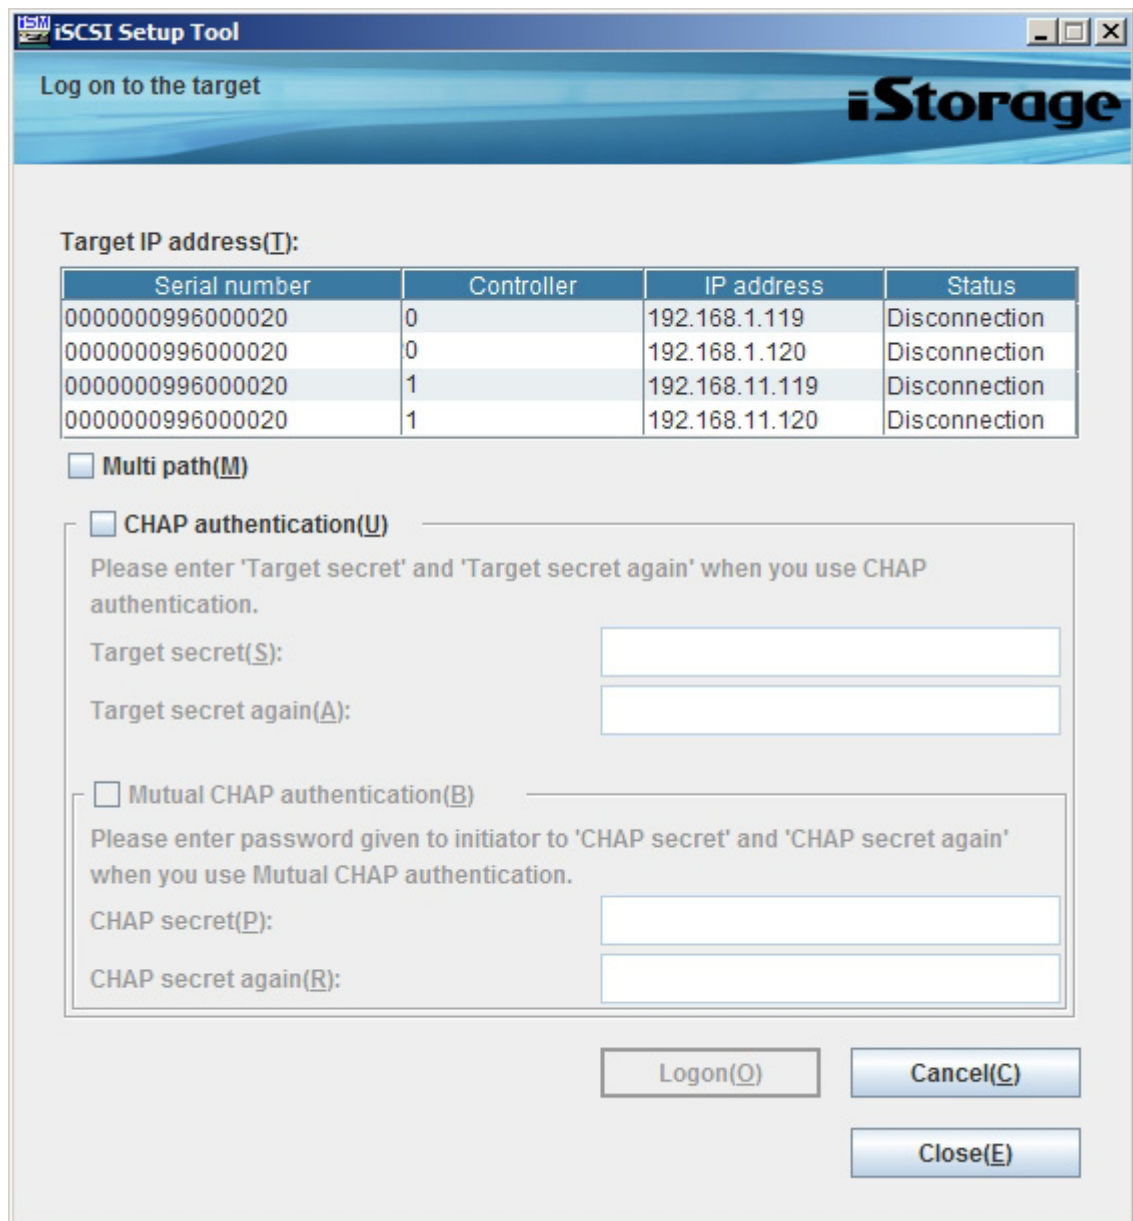 iSM iSCSI Setup Tool
Log on to the target
iStorage
Target IP address(T):
Serial number Controller IP address Status
0000000996000020 0 192.168.1.119 Disconnection
0000000996000020 0 192.168.1.120 Disconnection
0000000996000020 1 192.168.11.119 Disconnection
0000000996000020 1 192.168.11.120 Disconnection
Multi path(M)
CHAP authentication(U)
Please enter 'Target secret' and 'Target secret again' when you use CHAP
authentication.
Target secret(S):
Target secret again(A):
Mutual CHAP authentication(B)
Please enter password given to initiator to 'CHAP secret' and 'CHAP secret again'
when you use Mutual CHAP authentication.
CHAP secret(P):
CHAP secret again(R):
Logon(O) Cancel(C)
Close(E)